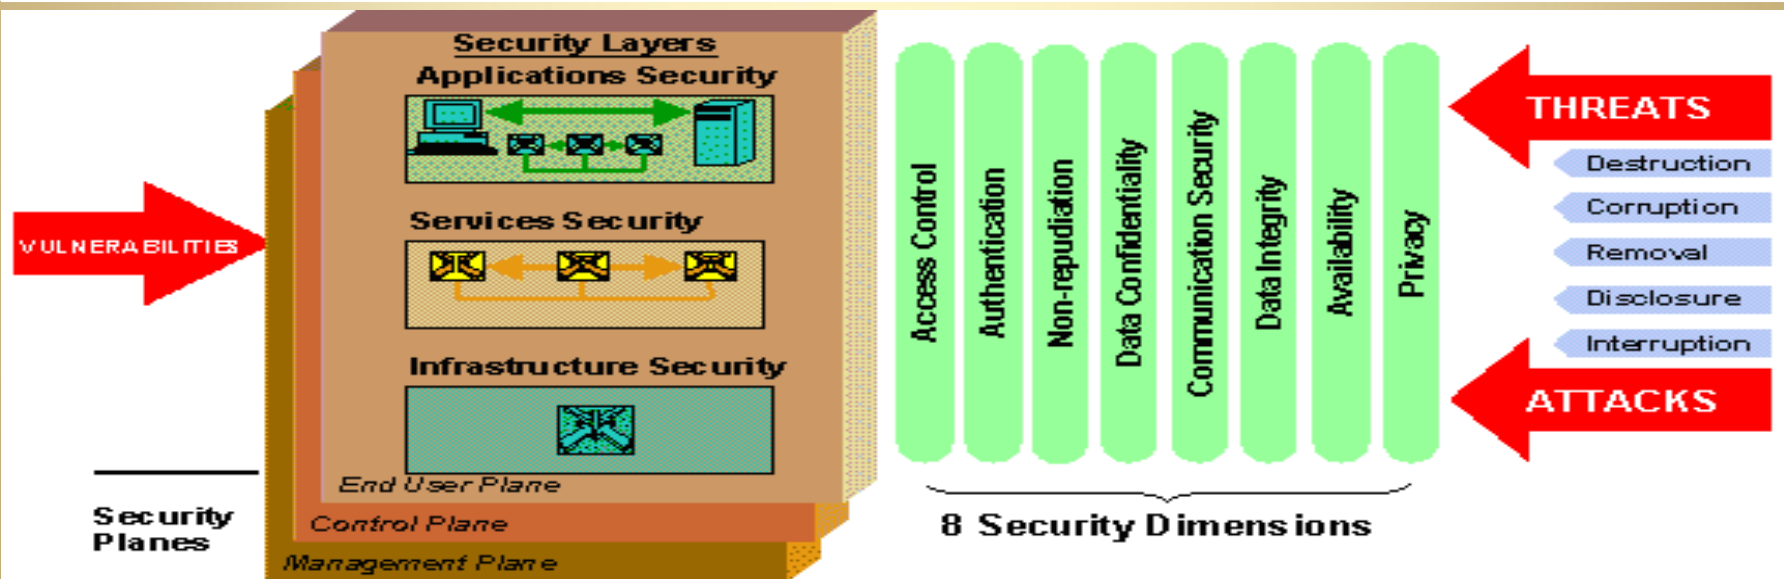 Security Layers
Applications Security
Services Security
Infrastructure Security
End User Plane
Control Plane
Management Plane
VULNERABILITIES
Security
Planes
Access Control
Authentication
Non-repudiation
Data Confidentiality
Communication Security
Data Integrity
Availability
Privacy
8 Security Dimensions
THREATS
Destruction
Corruption
Removal
Disclosure
Interruption
ATTACKS